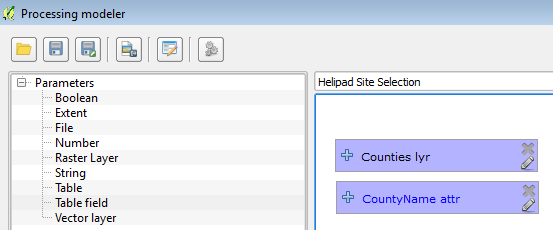 Processing modeler
Parameters
Boolean
Extent
File
Number
Raster Layer
String
Table
Table field
Vector layer
Helipad Site Selection
Counties lyr
CountyName attr